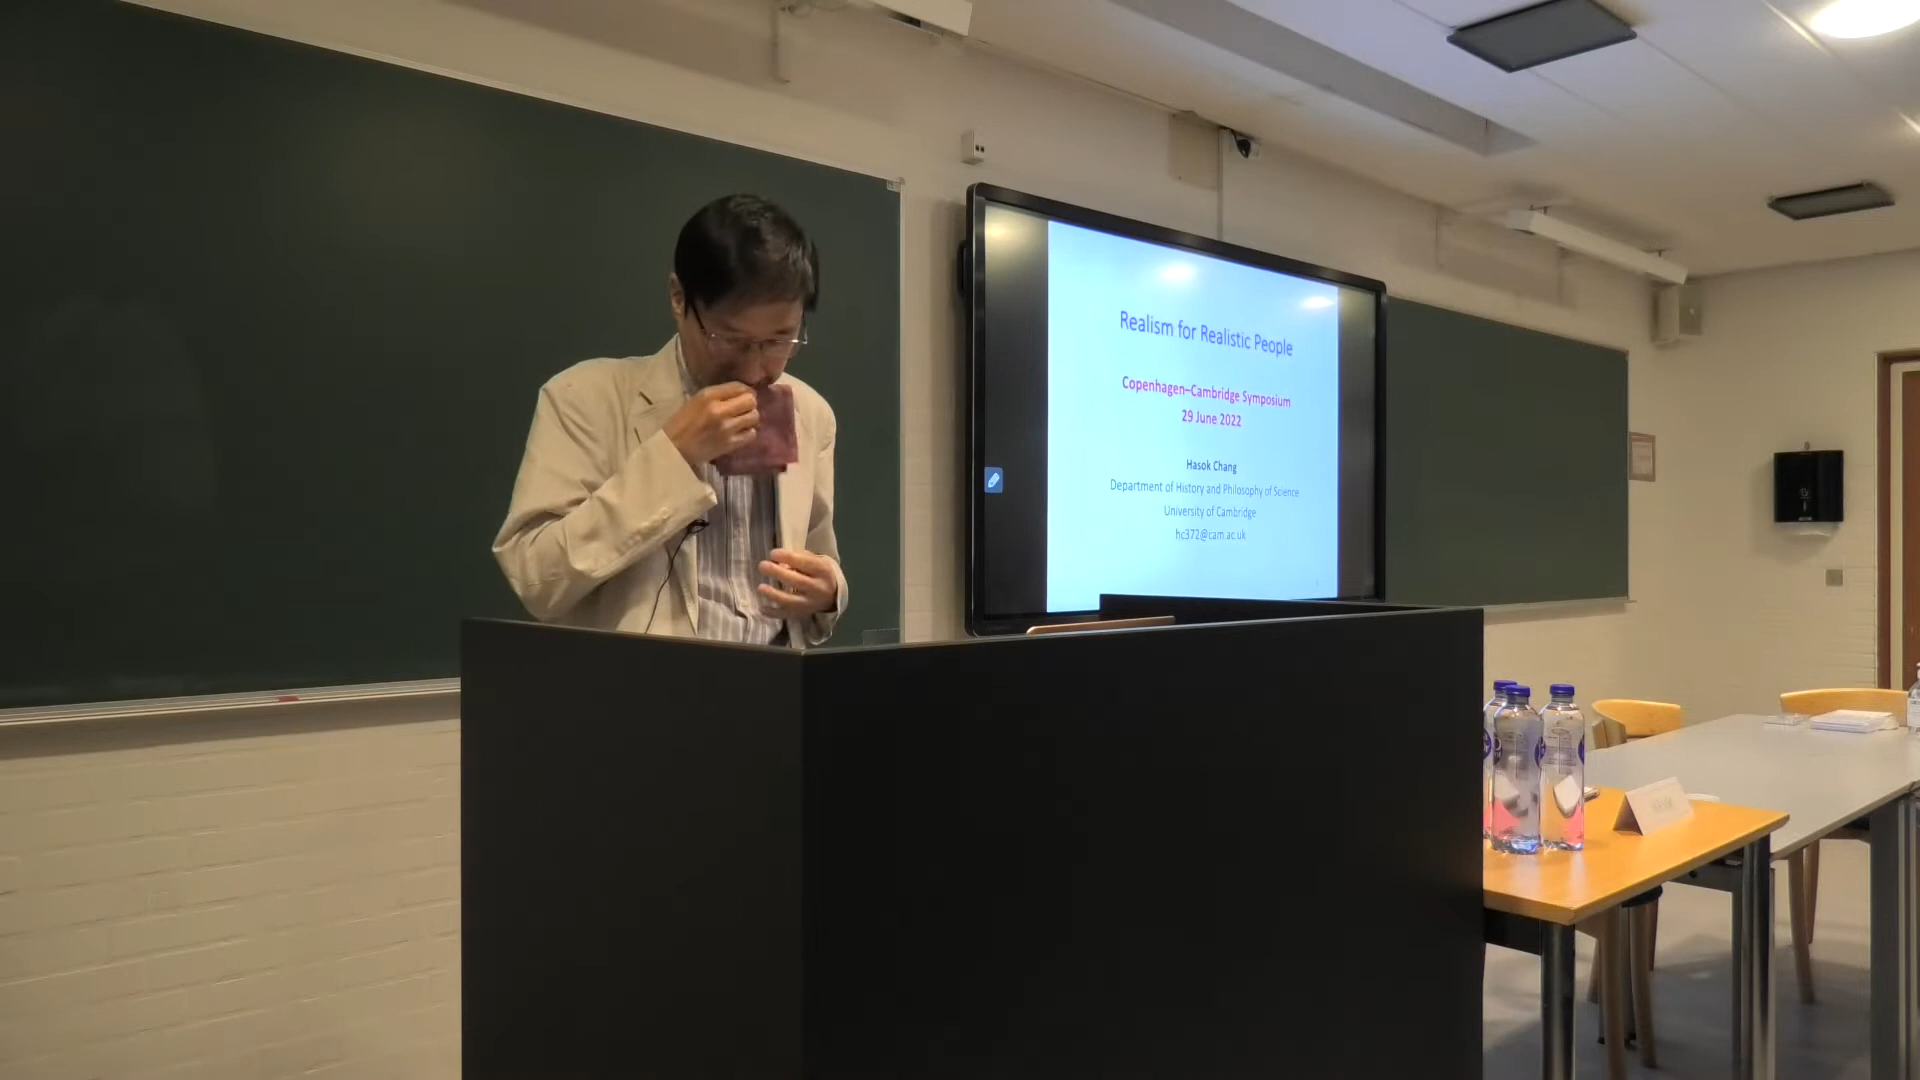 Realism for Realistic People
Copenhagen–Cambridge Symposium
29 June 2022
Hasok Chang
Department of History and Philosophy of Science
University of Cambridge
hc372@cam.ac.uk